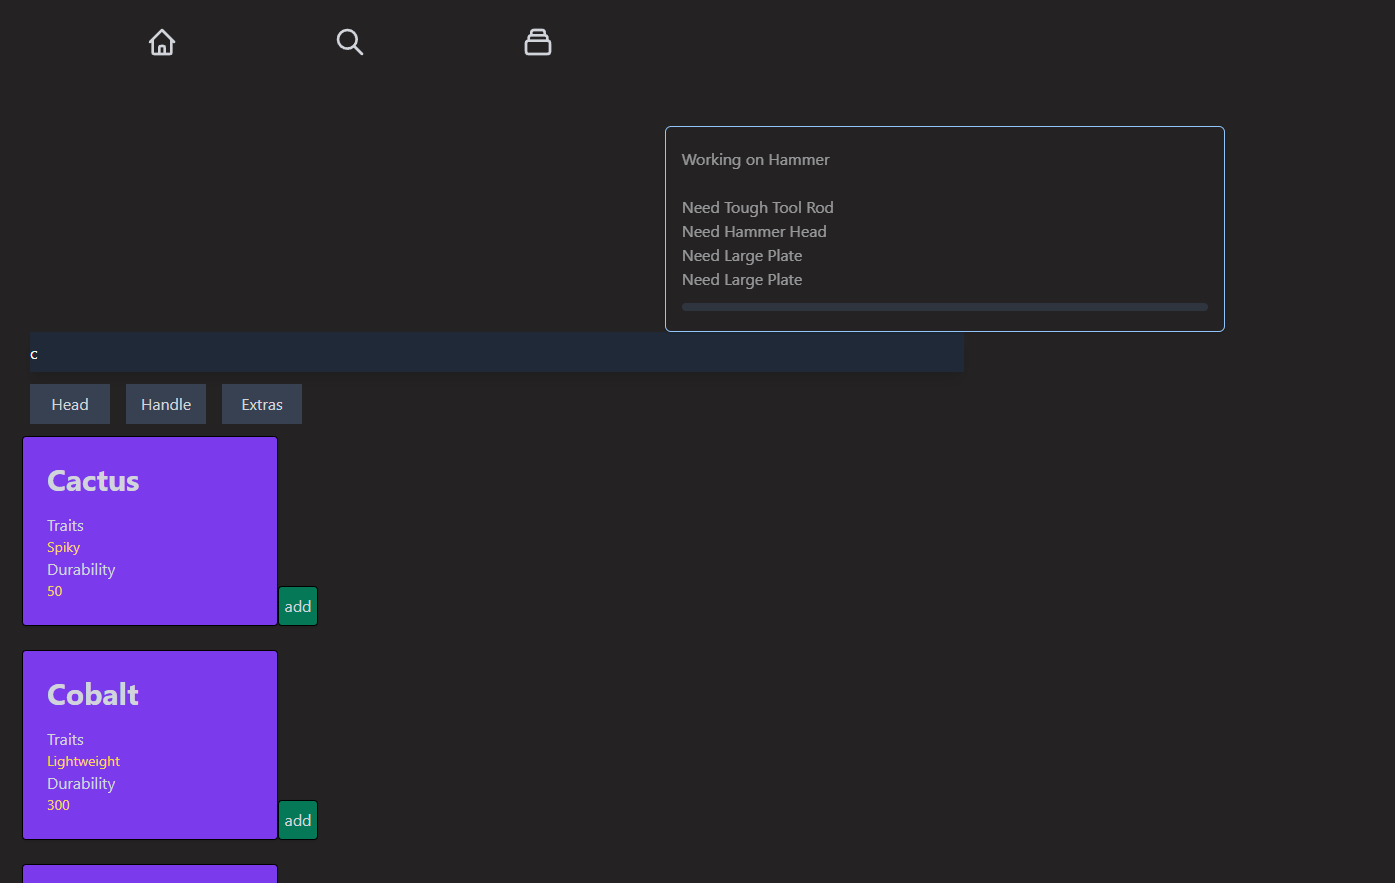 Working on Hammer
Need Tough Tool Rod
Need Hammer Head
Need Large Plate
Need Large Plate
c
Head
Handle
Extras
Cactus
Traits
Spiky
Durability
50
add
Cobalt
Traits
Lightweight
Durability
300
add